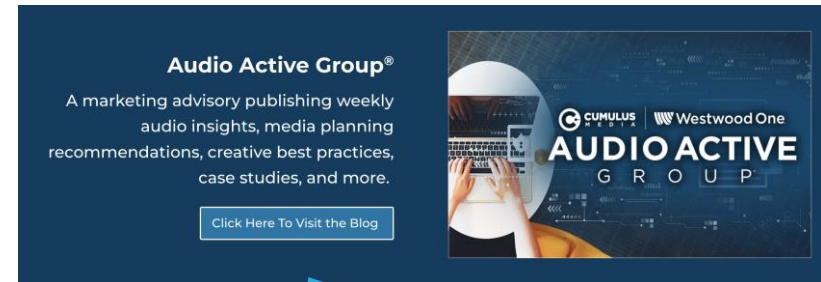 Audio Active Group®
A marketing advisory publishing weekly
audio insights, media planning
recommendations, creative best practices,
case studies, and more.
Click Here To Visit the Blog
CUMULUS MEDIA | Westwood One
AUDIO ACTIVE
GROUP